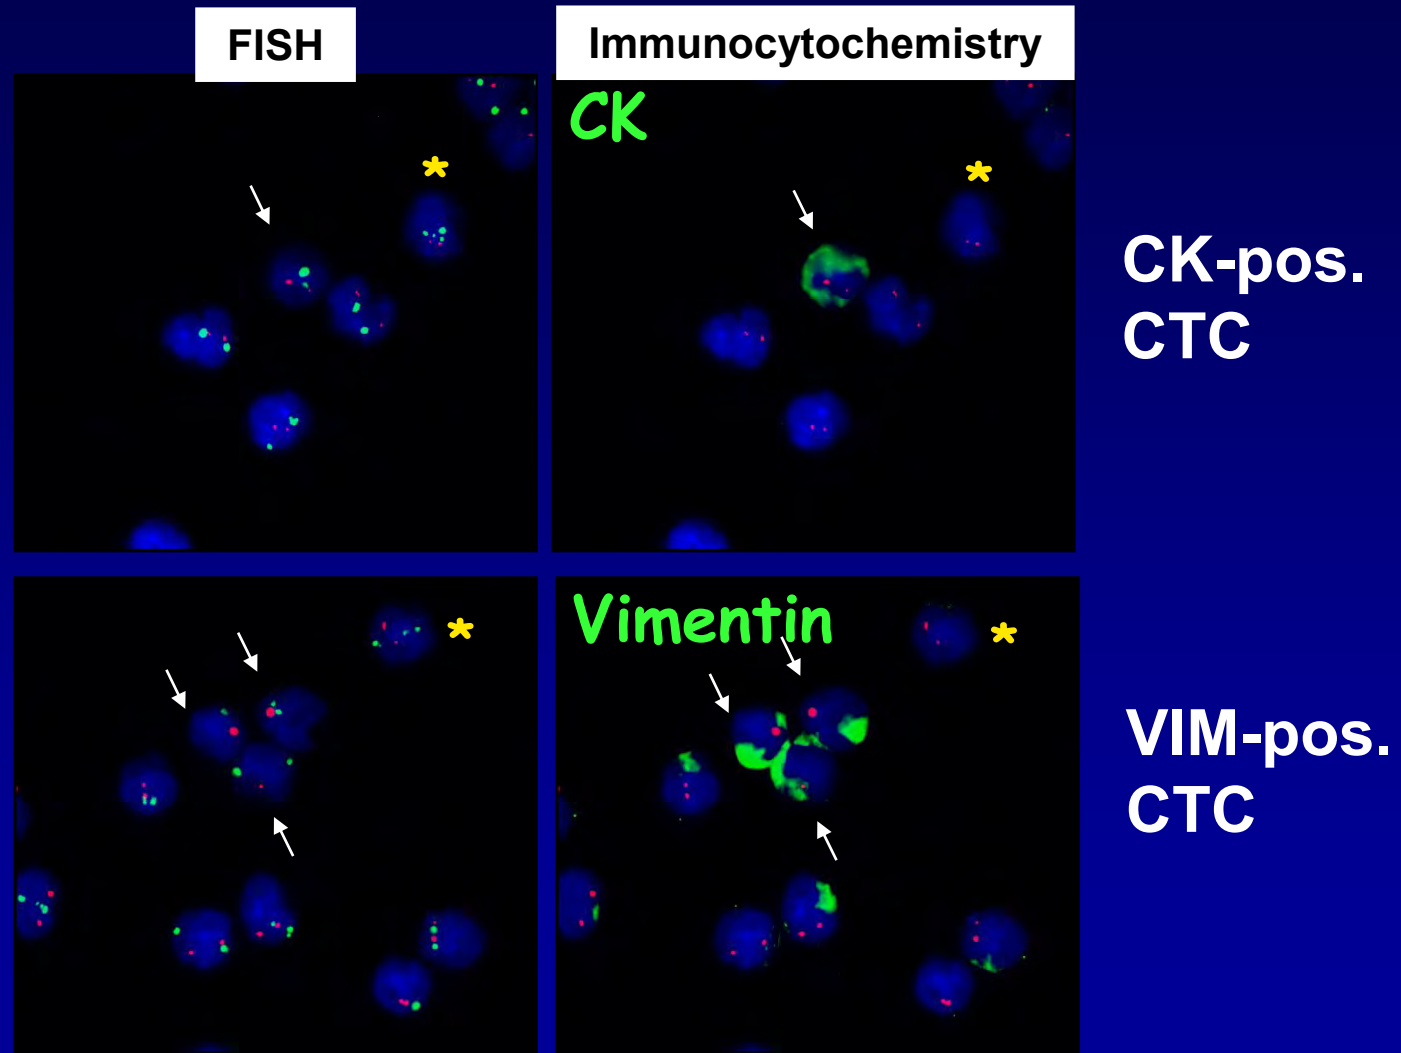 FISH
Immunocytochemistry
CK
*
*
CK-pos.
CTC
Vimentin
*
*
VIM-pos.
CTC